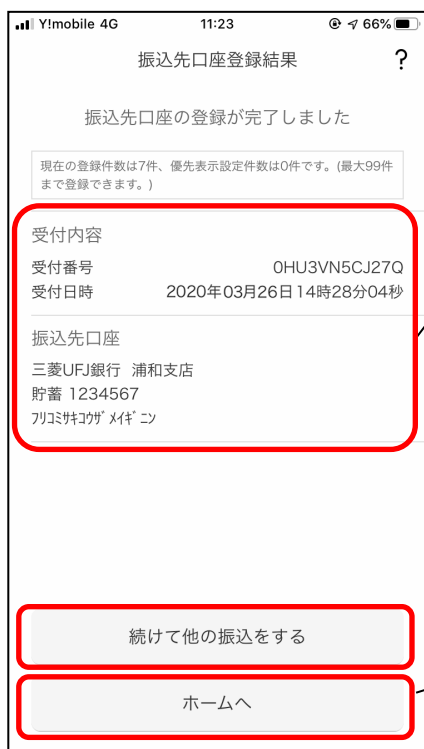 Y!mobile 4G 11:23 66%
振込先口座登録結果 ?
振込先口座の登録が完了しました
現在の登録件数は7件、優先表示設定件数は0件です。(最大99件
まで登録できます。)
受付内容
受付番号 0HU3VN5CJ27Q
受付日時 2020年03月26日14時28分04秒
振込先口座
三菱UFJ銀行 浦和支店
貯蓄 1234567
ﾌﾘｺﾐｻｷｺｳｻﾞﾒｲｷﾞﾆﾝ
続けて他の振込をする
ホームへ